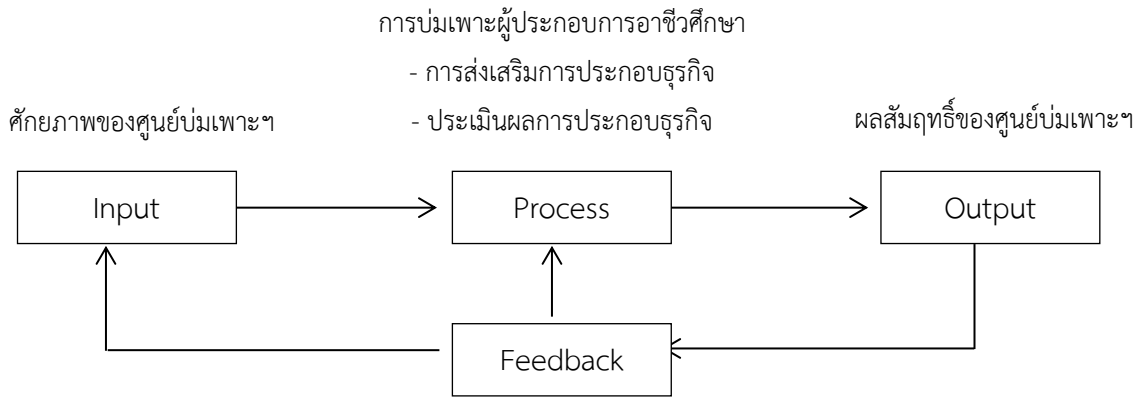 การบ่มเพาะผู้ประกอบการอาชีวศึกษา
- การส่งเสริมการประกอบธุรกิจ
- ประเมินผลการประกอบธุรกิจ
ศักยภาพของศูนย์บ่มเพาะฯ
ผลสัมฤทธิ์ของศูนย์บ่มเพาะฯ
Input
Process
Output
Feedback